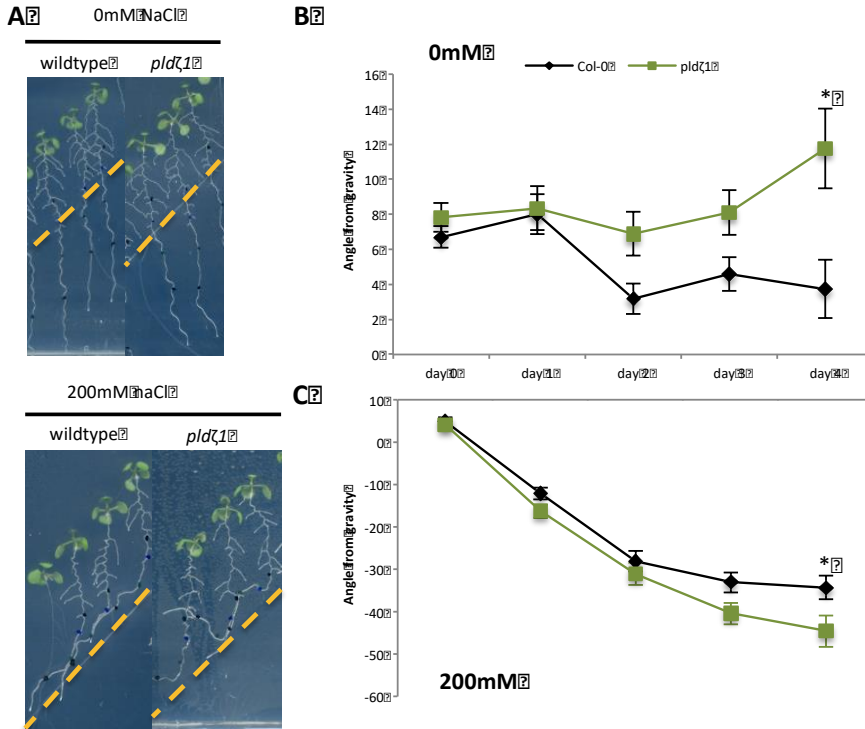 A
0mM NaCl
wildtype
pldζ1
200mM naCl
wildtype
pldζ1
B
0mM
Col-0
pldζ1
16
14
12
10
8
6
4
2
0
Angle from gravity
*
day 0
day 1
day 2
day 3
day 4
C
10
0
-10
-20
-30
-40
-50
-60
Angle from gravity
*
200mM